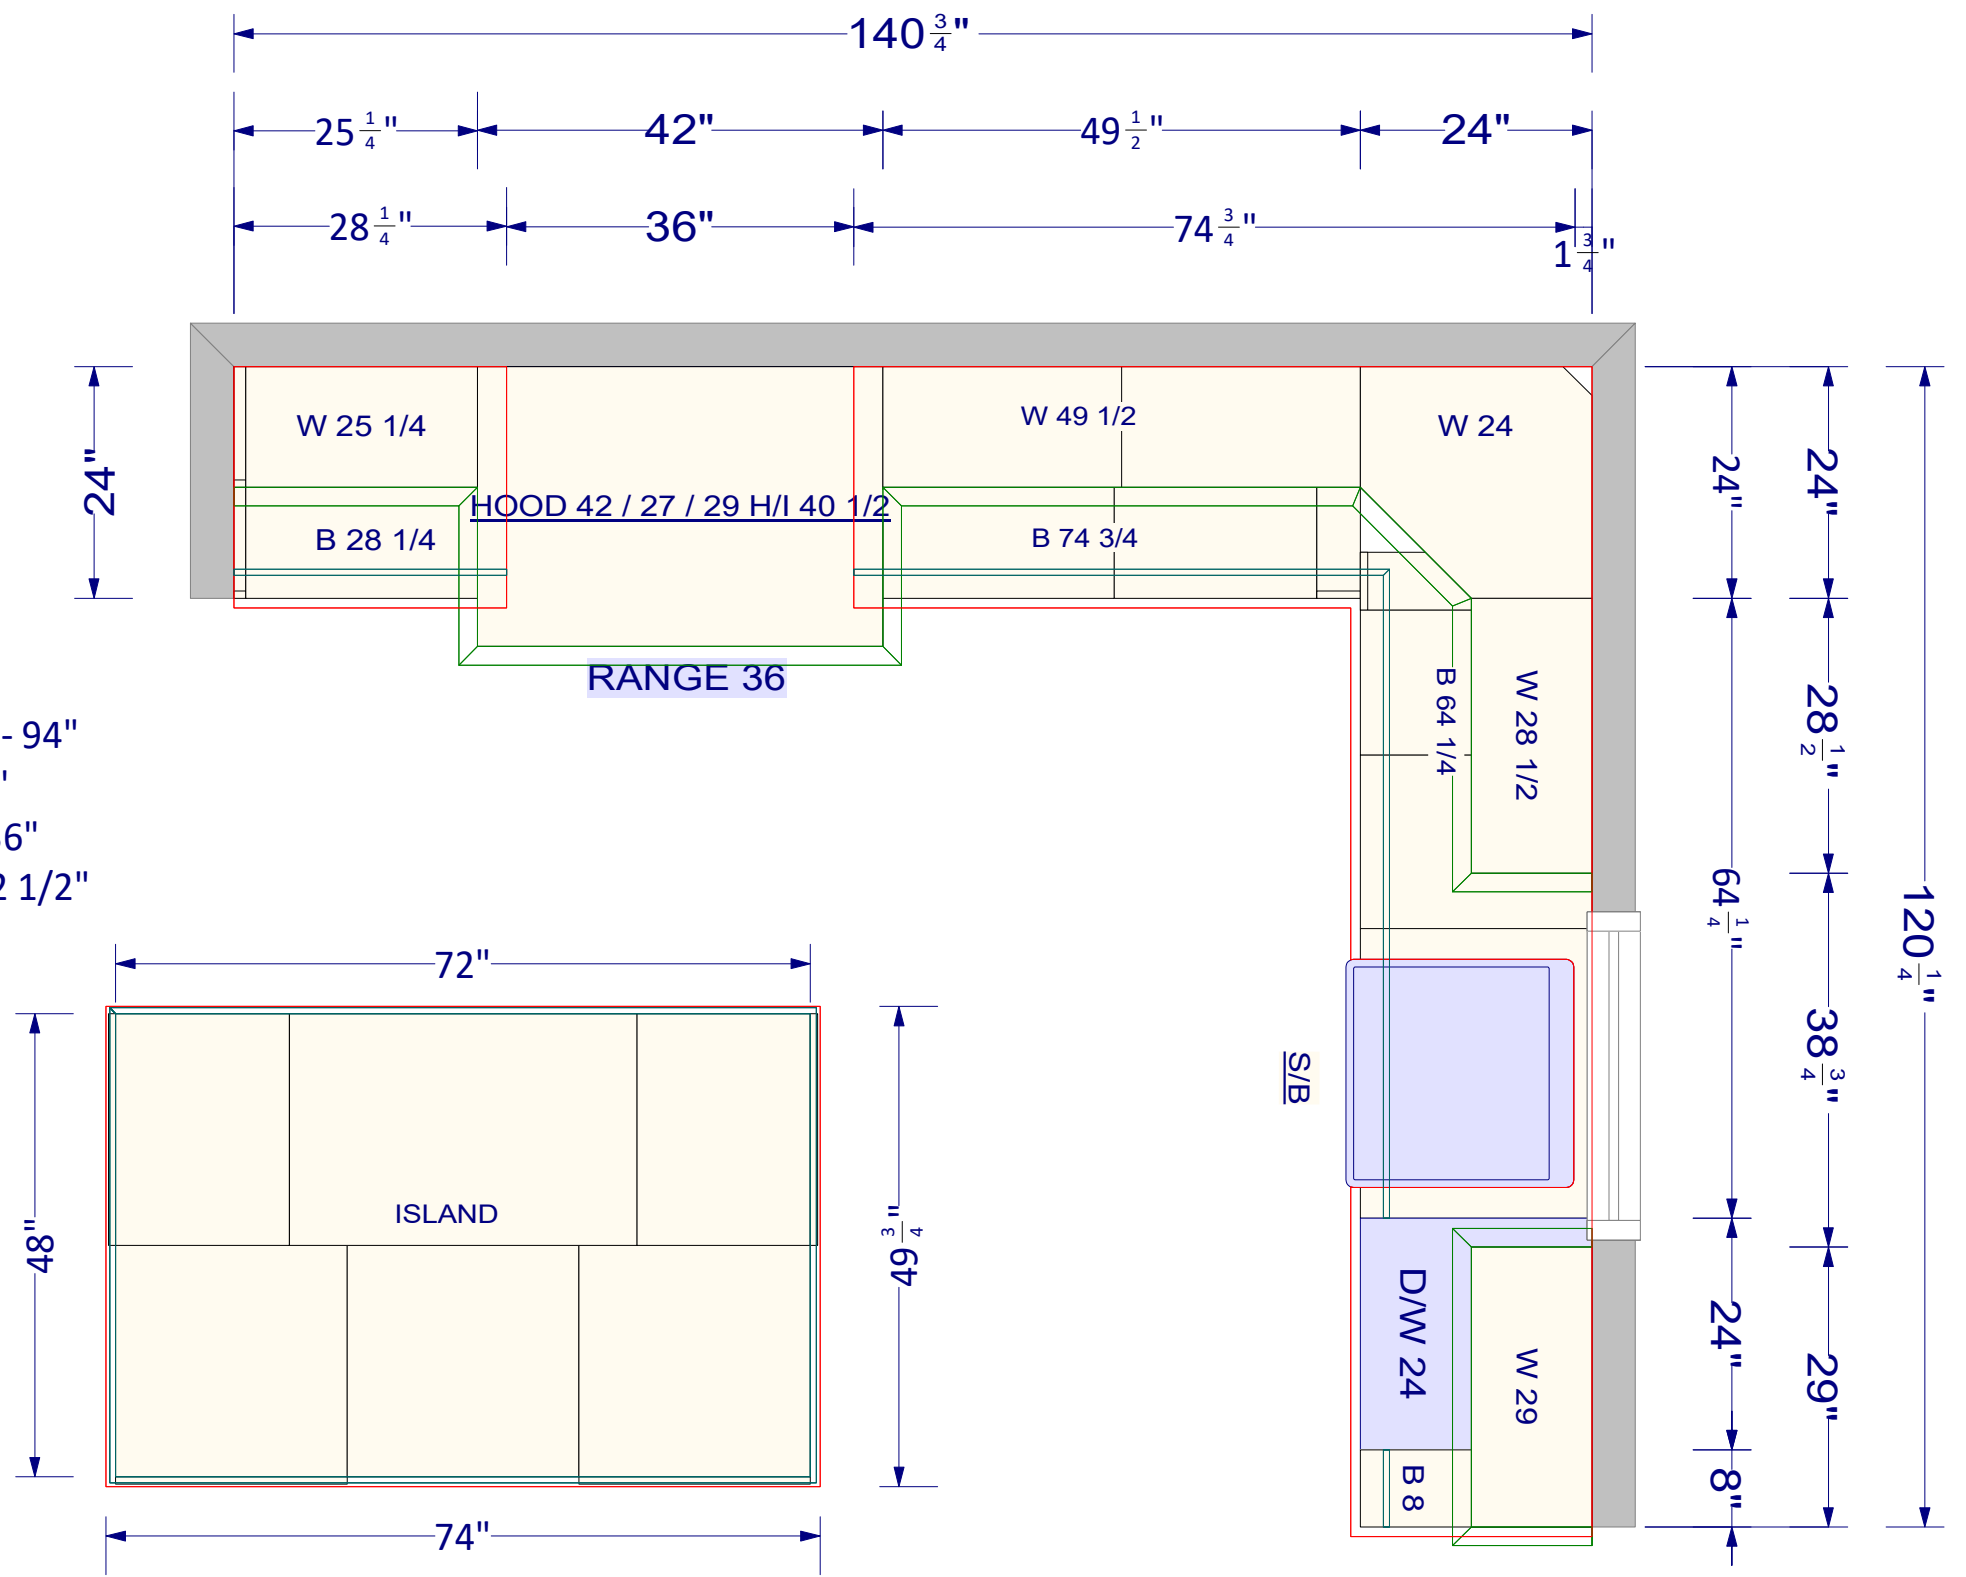 140 3/4"
25 1/4" 42" 49 1/2" 24"
28 1/4" 36" 74 3/4" 1 3/4"
24"
W 25 1/4
W 49 1/2
W 24
HOOD 42 / 27 / 29 H/I 40 1/2
B 28 1/4
B 74 3/4
RANGE 36
B 64 1/4
W 28 1/2
24"
24"
28 1/2"
64 1/4"
120 1/4"
38 3/4"
24"
29"
8"
- 94"
"
6"
2 1/2"
72"
48"
ISLAND
49 3/4"
74"
S/B
D/W 24
W 29
B 8